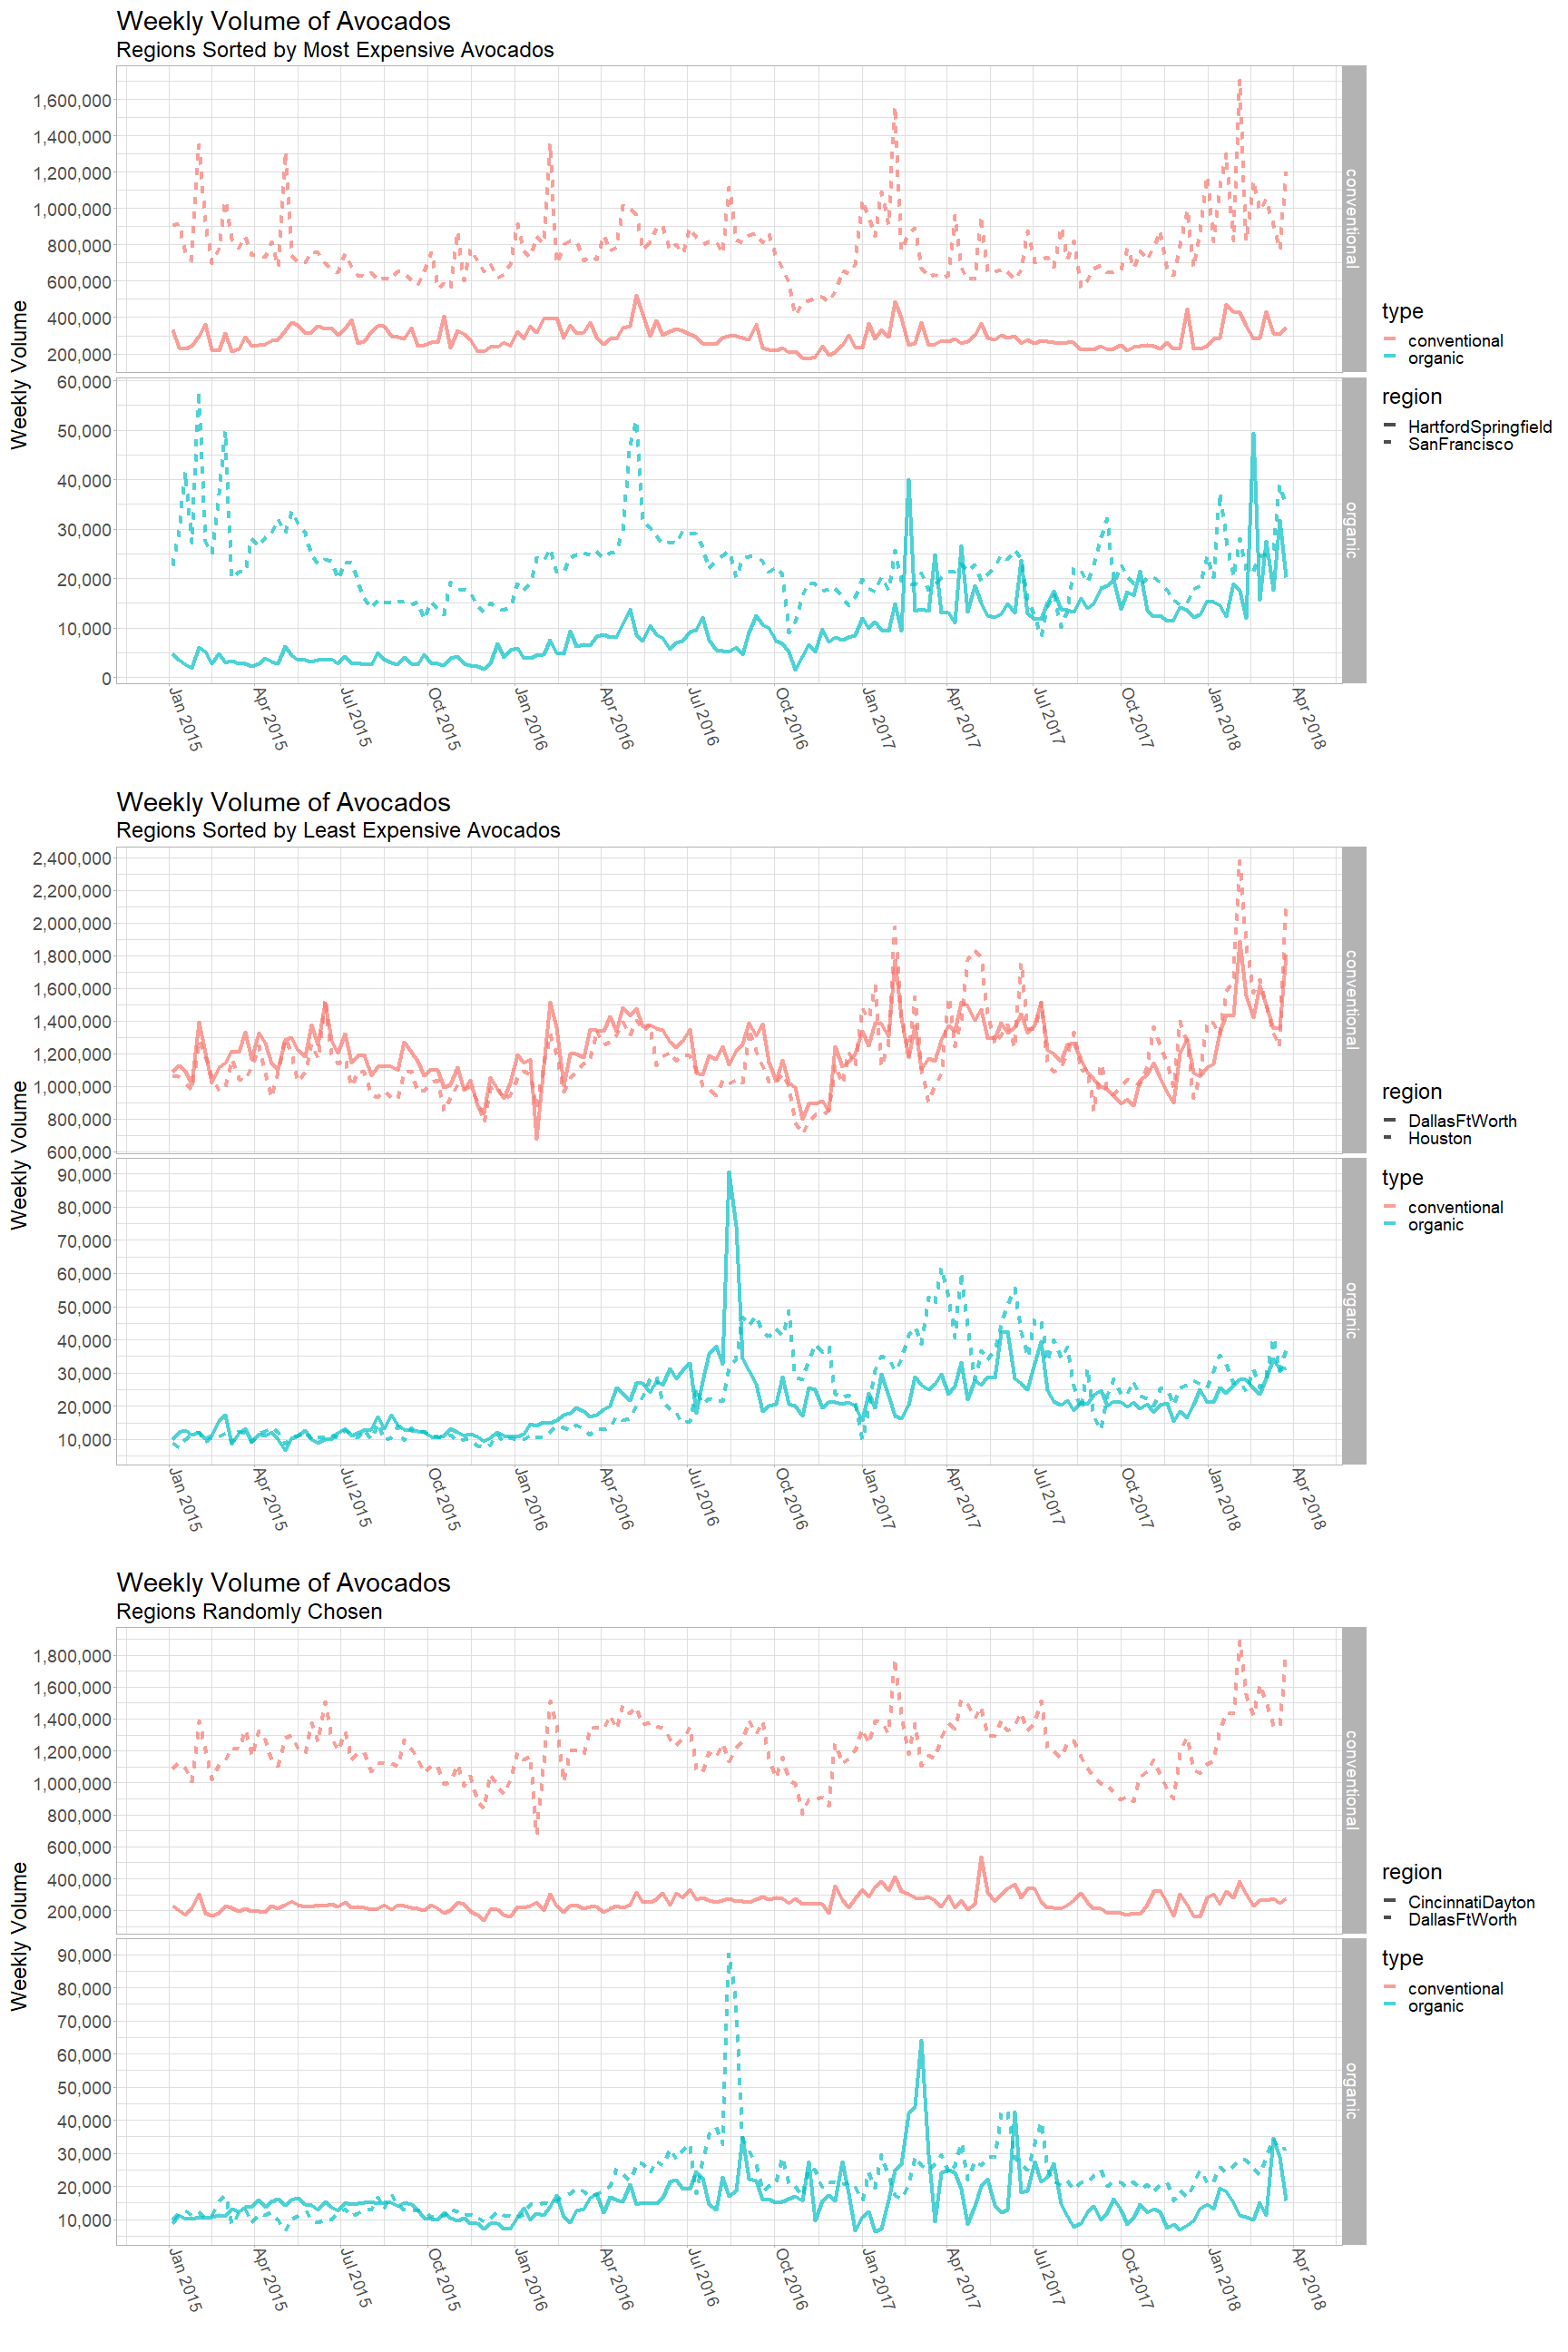 Weekly Volume of Avocados
Regions Sorted by Most Expensive Avocados
Weekly Volume
1,600,000
1,400,000
1,200,000
1,000,000
800,000
600,000
400,000
200,000
conventional
60,000
50,000
40,000
30,000
20,000
10,000
0
organic
Jan 2015
Apr 2015
Jul 2015
Oct 2015
Jan 2016
Apr 2016
Jul 2016
Oct 2016
Jan 2017
Apr 2017
Jul 2017
Oct 2017
Jan 2018
Apr 2018
type
conventional
organic
region
HartfordSpringfield
SanFrancisco
Weekly Volume of Avocados
Regions Sorted by Least Expensive Avocados
Weekly Volume
2,400,000
2,200,000
2,000,000
1,800,000
1,600,000
1,400,000
1,200,000
1,000,000
800,000
600,000
conventional
90,000
80,000
70,000
60,000
50,000
40,000
30,000
20,000
10,000
organic
Jan 2015
Apr 2015
Jul 2015
Oct 2015
Jan 2016
Apr 2016
Jul 2016
Oct 2016
Jan 2017
Apr 2017
Jul 2017
Oct 2017
Jan 2018
Apr 2018
region
DallasFtWorth
Houston
type
conventional
organic
Weekly Volume of Avocados
Regions Randomly Chosen
Weekly Volume
1,800,000
1,600,000
1,400,000
1,200,000
1,000,000
800,000
600,000
400,000
200,000
conventional
90,000
80,000
70,000
60,000
50,000
40,000
30,000
20,000
10,000
organic
Jan 2015
Apr 2015
Jul 2015
Oct 2015
Jan 2016
Apr 2016
Jul 2016
Oct 2016
Jan 2017
Apr 2017
Jul 2017
Oct 2017
Jan 2018
Apr 2018
region
CincinnatiDayton
DallasFtWorth
type
conventional
organic